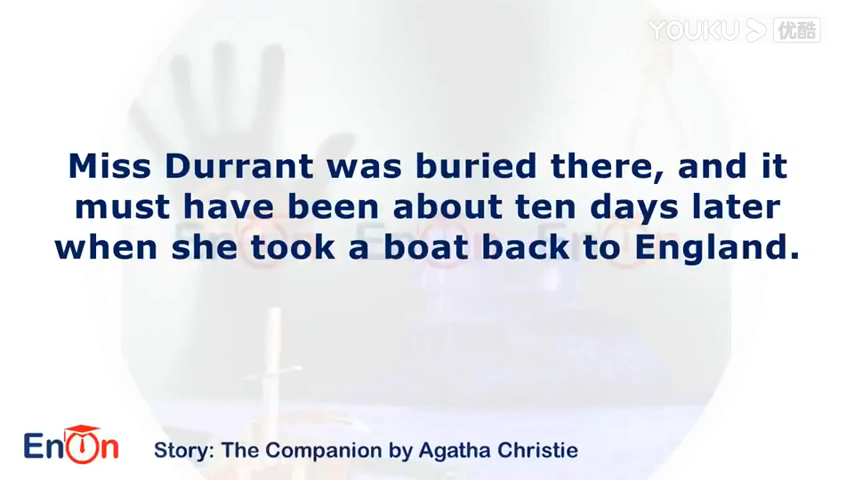 YOUKU 优酷
Miss Durrant was buried there, and it
must have been about ten days later
when she took a boat back to England.
EnOn
Story: The Companion by Agatha Christie